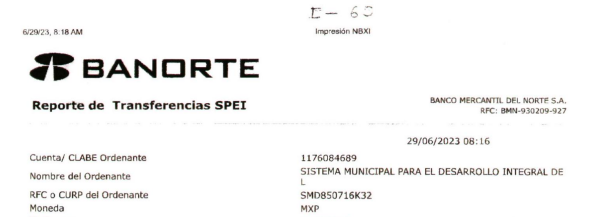 E - 60
6/29/23, 8:18 AM Impresión NBXI
BANORTE
Reporte de Transferencias SPEI
BANCO MERCANTIL DEL NORTE S.A.
RFC: BMN-930209-927
29/06/2023 08:16
Cuenta/ CLABE Ordenante 1176084689
Nombre del Ordenante SISTEMA MUNICIPAL PARA EL DESARROLLO INTEGRAL DE
L
RFC o CURP del Ordenante SMD850716K32
Moneda MXP